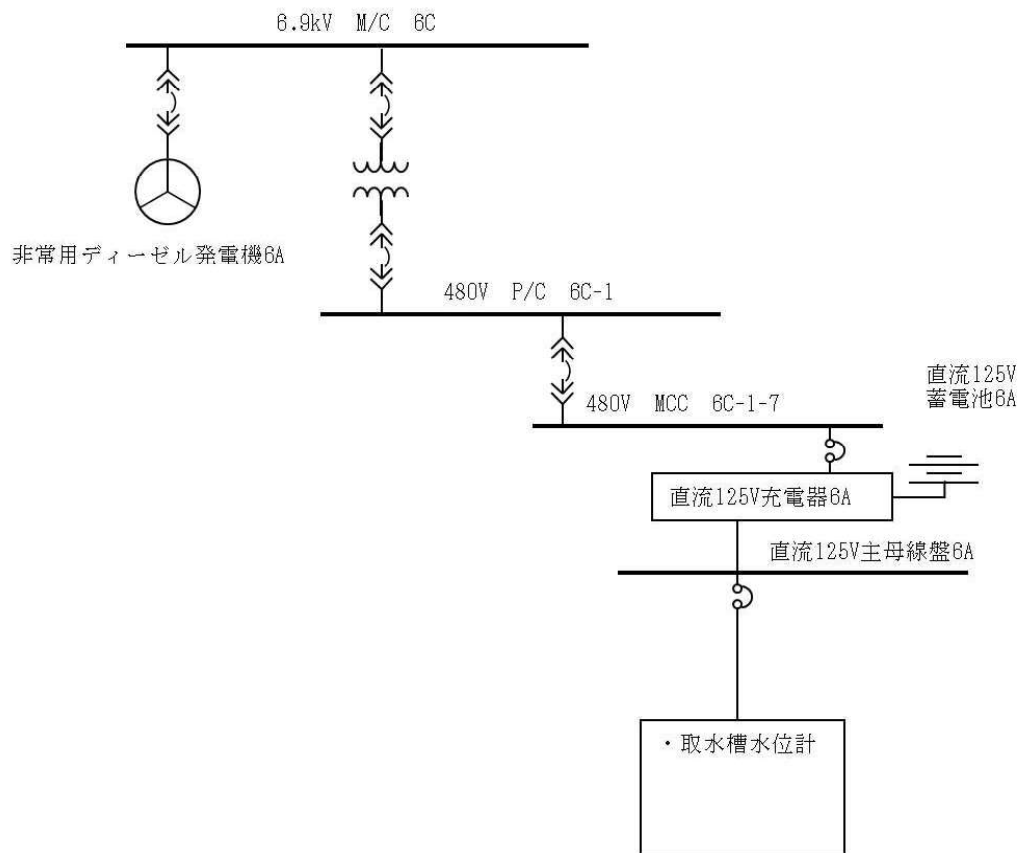 6.9kV M/C 6C
非常用ディーゼル発電機6A
480V P/C 6C-1
直流125V
蓄電池6A
480V MCC 6C-1-7
直流125V充電器6A
直流125V主母線盤6A
・取水槽水位計